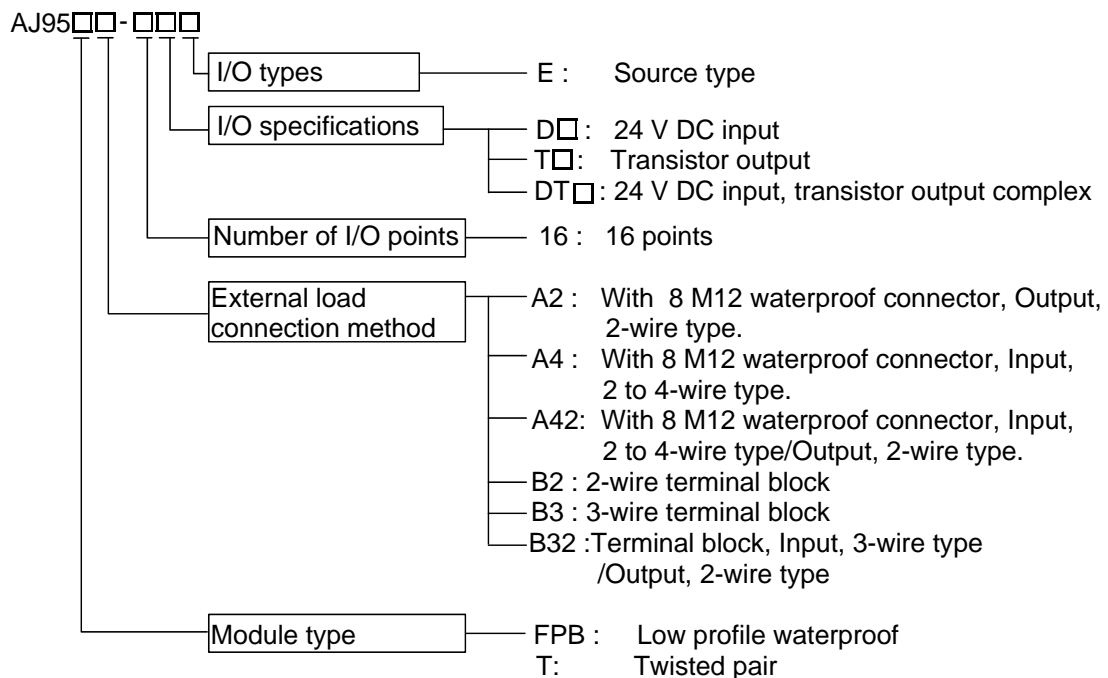 AJ95□□-□□□
I/O types E : Source type
I/O specifications D□ : 24 V DC input
T□: Transistor output
DT□ : 24 V DC input, transistor output complex
Number of I/O points 16 : 16 points
External load
connection method
A2 : With 8 M12 waterproof connector, Output,
2-wire type.
A4 : With 8 M12 waterproof connector, Input,
2 to 4-wire type.
A42: With 8 M12 waterproof connector, Input,
2 to 4-wire type/Output, 2-wire type.
B2 : 2-wire terminal block
B3 : 3-wire terminal block
B32 :Terminal block, Input, 3-wire type
/Output, 2-wire type
Module type FPB : Low profile waterproof
T: Twisted pair